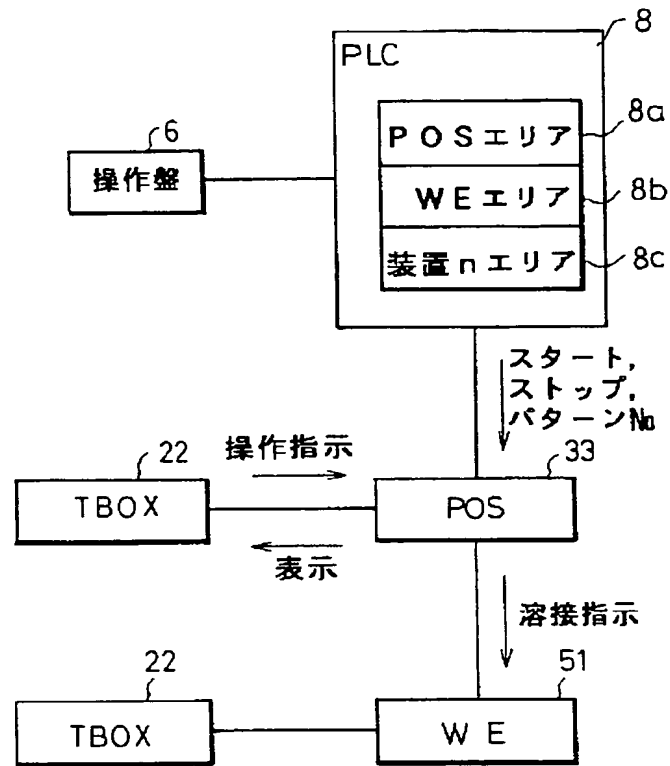 8
PLC
8a
POSエリア
6
8b
操作盤
WEエリア
8c
装置nエリア
スタート,
ストップ,
パターン№
22
操作指示
33
TBOX
POS
表示
溶接指示
22
51
TBOX
WE